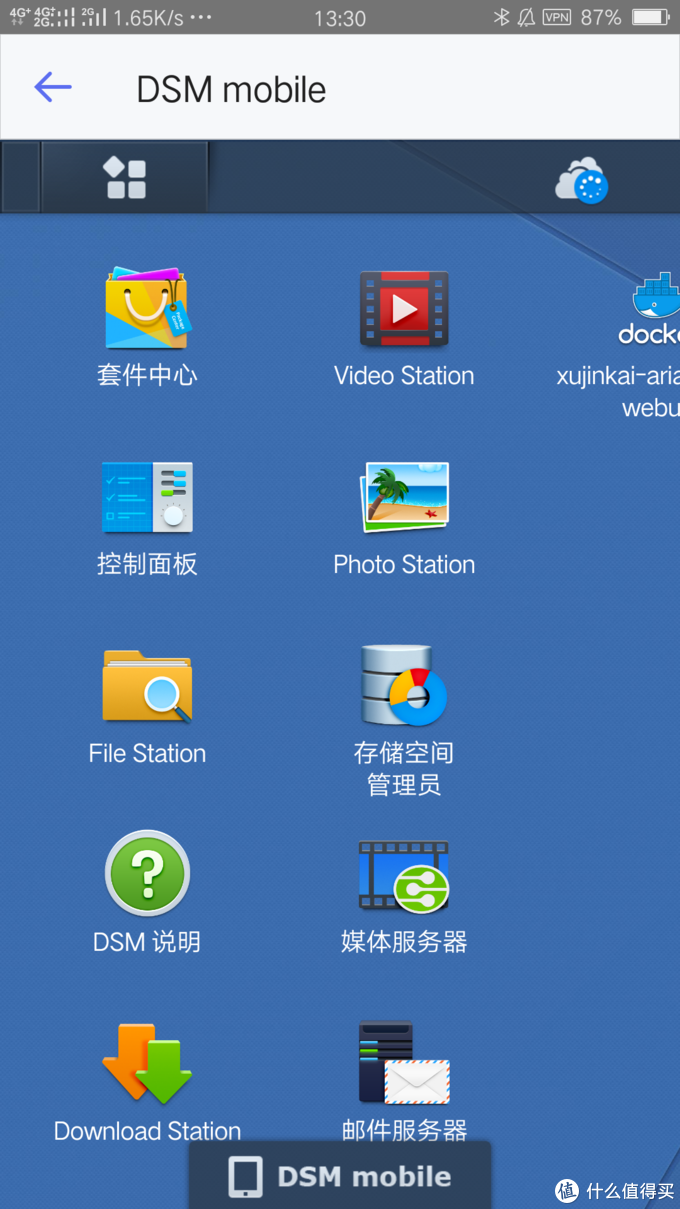 4G+ 4G+ 2G 2G 1.65K/s ··· 13:30 VPN 87%
DSM mobile
套件中心 Video Station
docke
xujinkai-aria
webu
控制面板 Photo Station
File Station 存储空间
管理员
DSM 说明 媒体服务器
Download Station 邮件服务器
DSM mobile
值 什么值得买